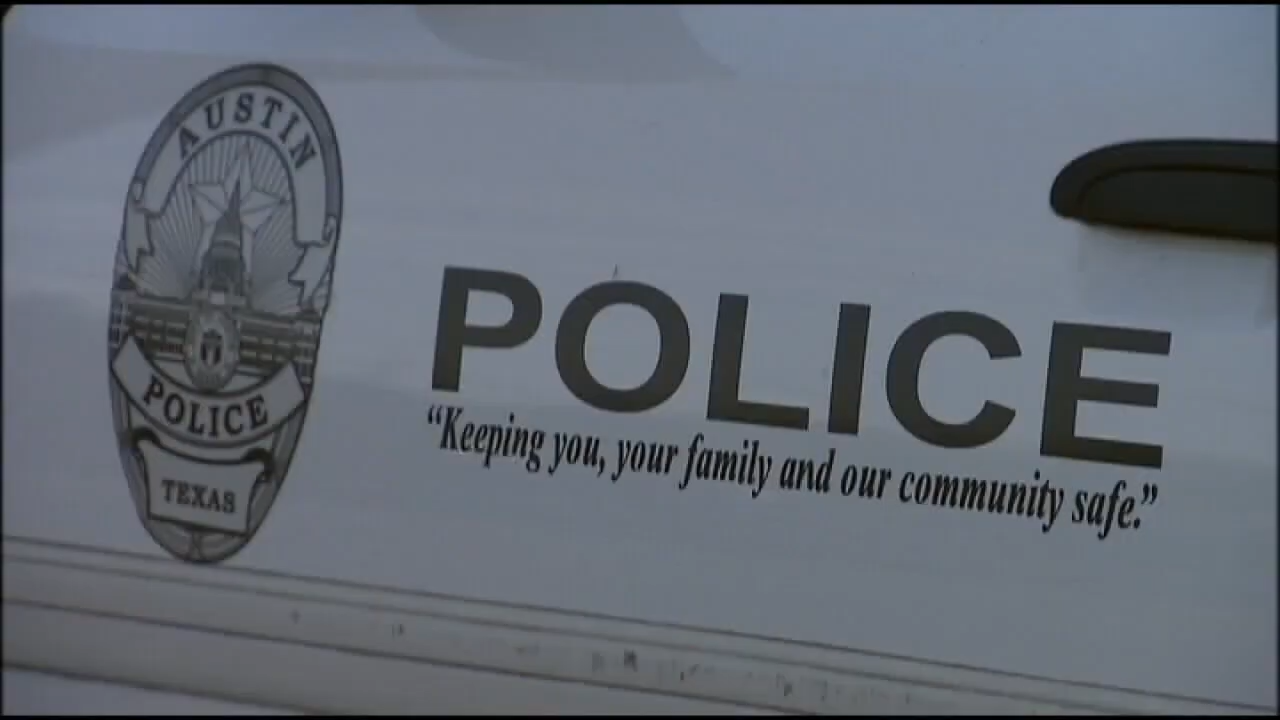 AUSTIN
POLICE
TEXAS
POLICE
“Keeping you, your family and our community safe.”